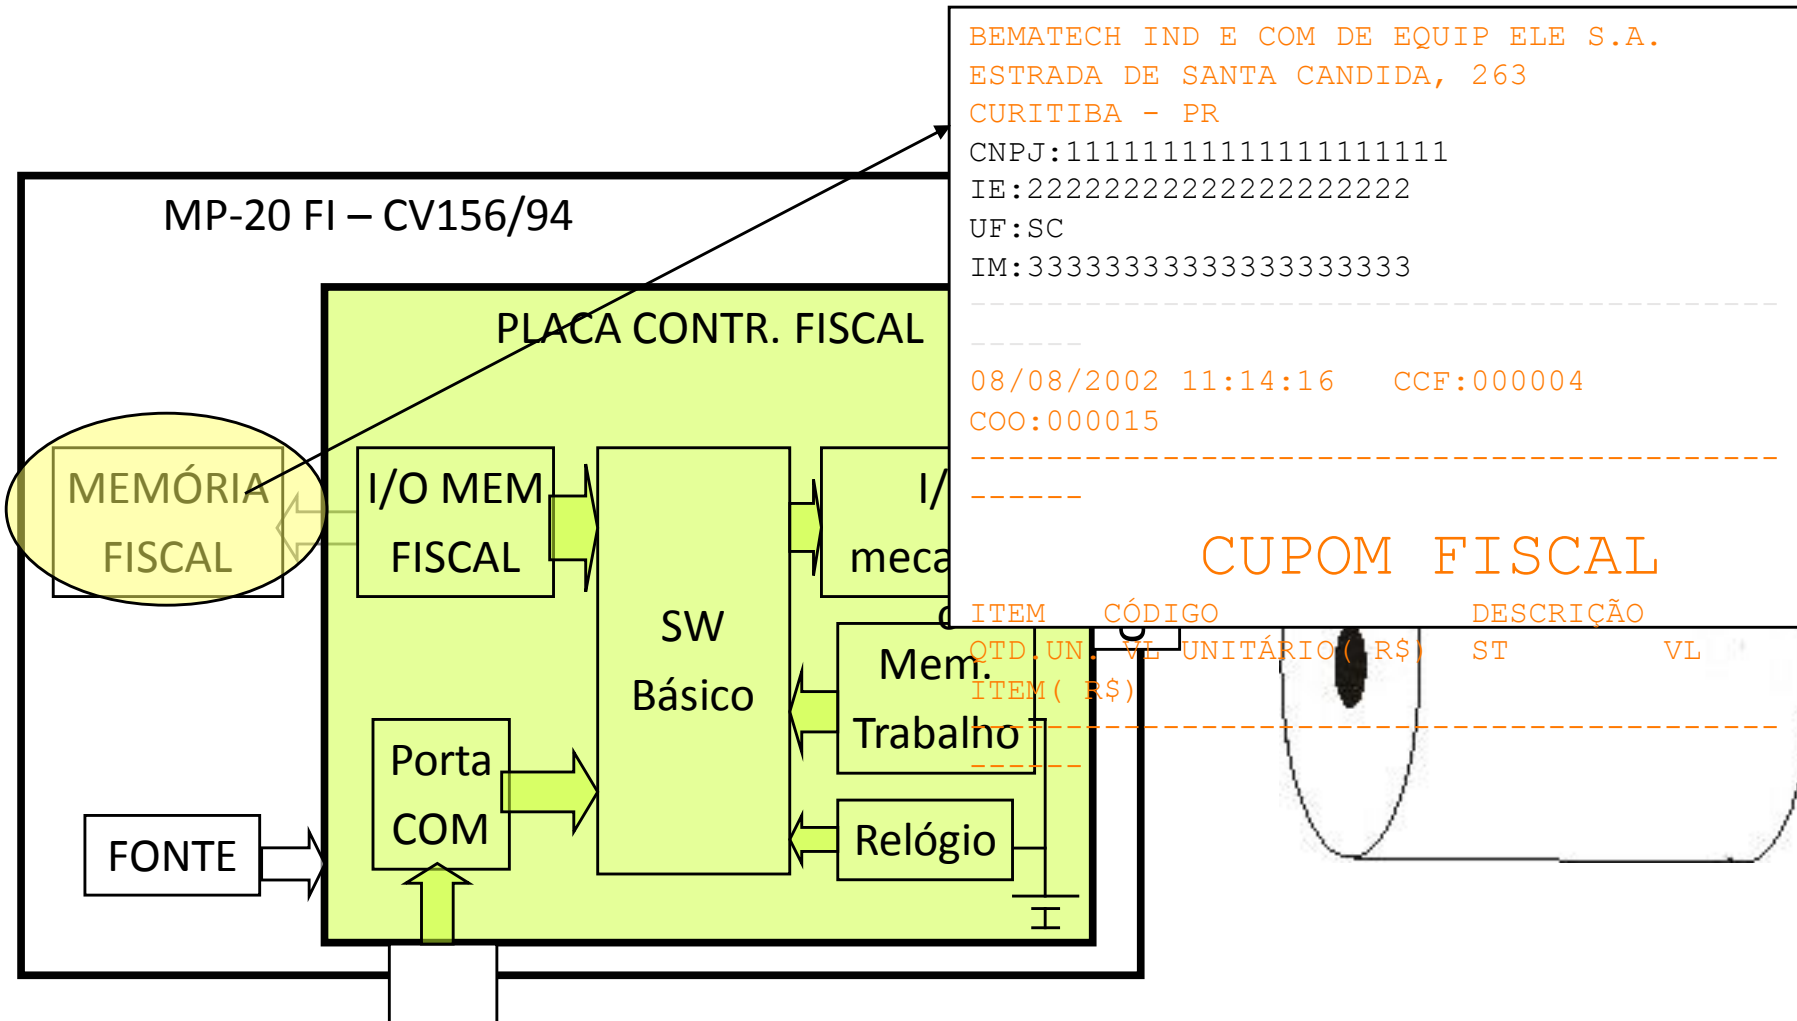 BEMATECH IND E COM DE EQUIP ELE S.A.
ESTRADA DE SANTA CANDIDA, 263
CURITIBA - PR
CNPJ:11111111111111111111
IE:22222222222222222222
UF:SC
IM:33333333333333333333
------------------------------------------
------
08/08/2002 11:14:16 CCF:000004
COO:000015
------------------------------------------
------
CUPOM FISCAL
ITEM CÓDIGO DESCRIÇÃO
QTD.UN. VL UNITÁRIO( R$) ST VL
ITEM( R$)
------------------------------------------
------
MP-20 FI – CV156/94
PLACA CONTR. FISCAL
MEMÓRIA
FISCAL
I/O MEM
FISCAL
SW
Básico
I/
meca
Mem.
Trabalho
Porta
COM
Relógio
FONTE